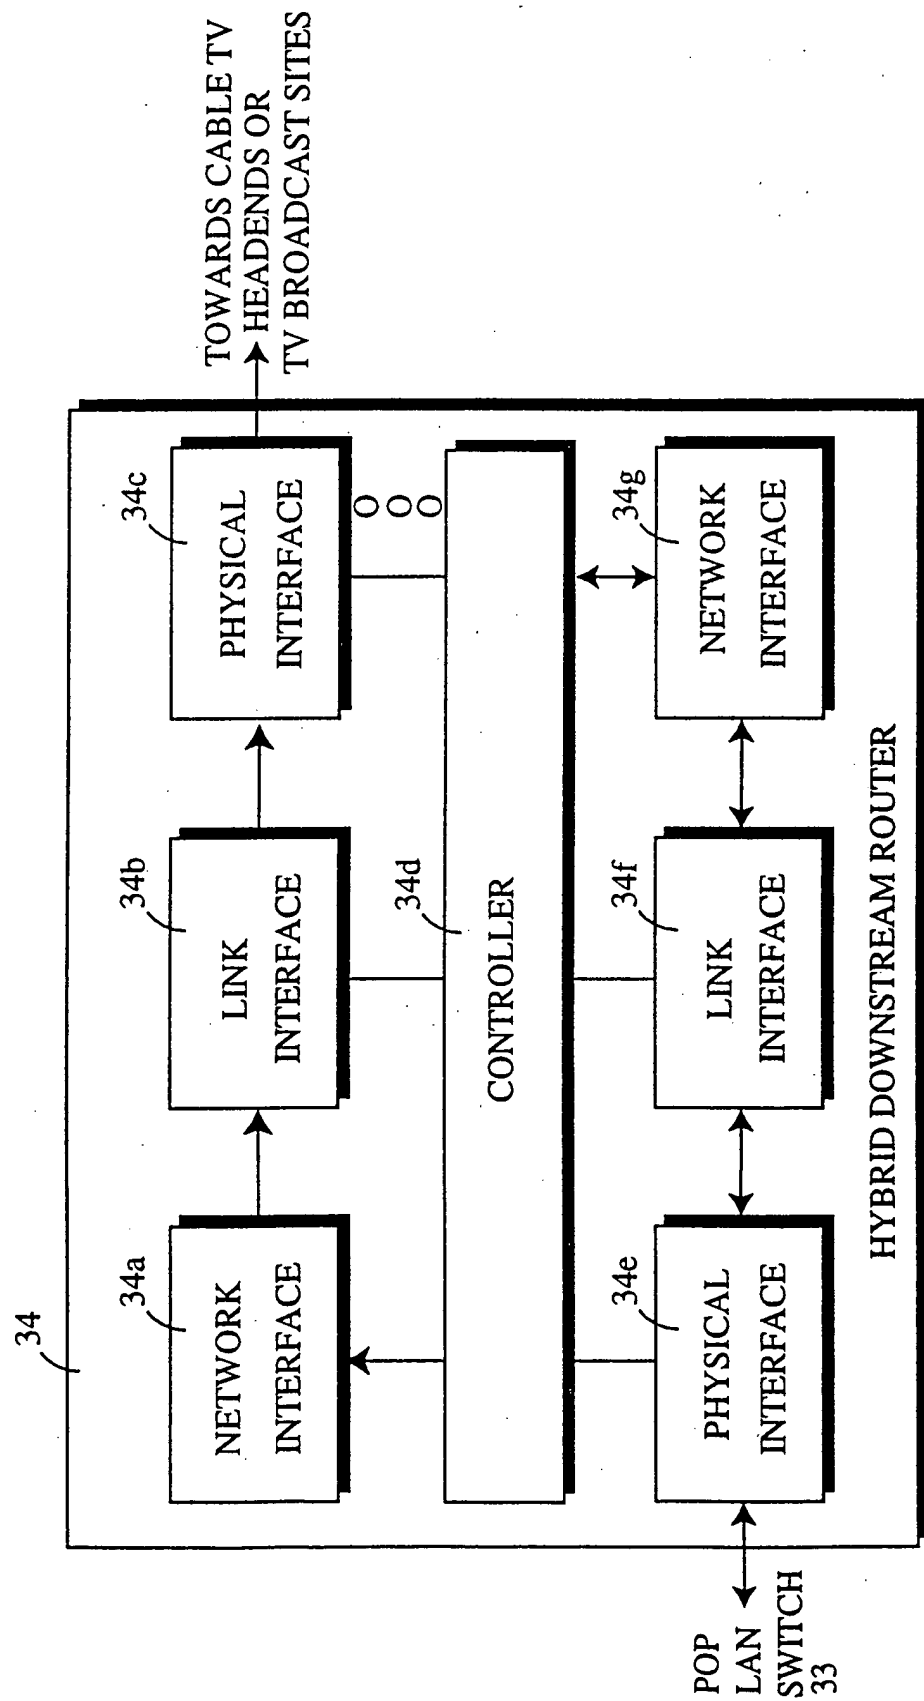 34
34a
NETWORK
INTERFACE
34b
LINK
INTERFACE
34c
PHYSICAL
INTERFACE
TOWARDS CABLE TV
HEADENDS OR
TV BROADCAST SITES
O O O
34d
CONTROLLER
34e
PHYSICAL
INTERFACE
34f
LINK
INTERFACE
34g
NETWORK
INTERFACE
POP
LAN
SWITCH
33
HYBRID DOWNSTREAM ROUTER